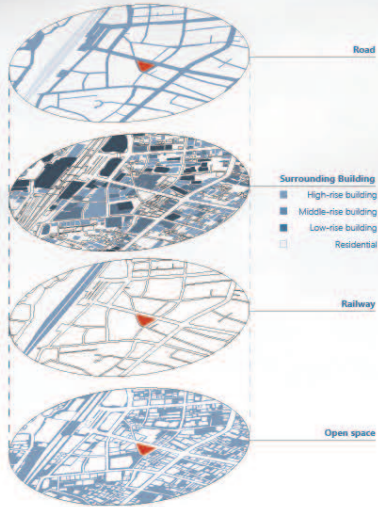 Road
Surrounding Building
High-rise building
Middle-rise building
Low-rise building
Residential
Railway
Open space